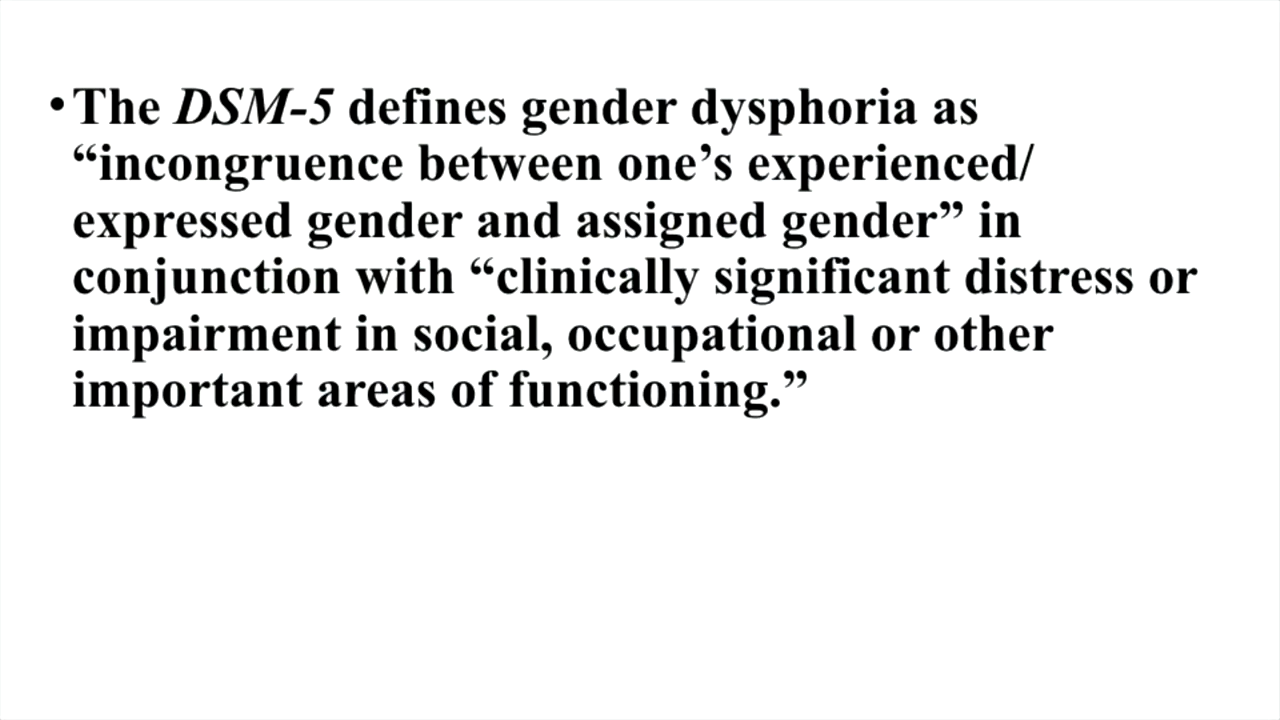 •The DSM-5 defines gender dysphoria as
“incongruence between one’s experienced/
expressed gender and assigned gender” in
conjunction with “clinically significant distress or
impairment in social, occupational or other
important areas of functioning.”